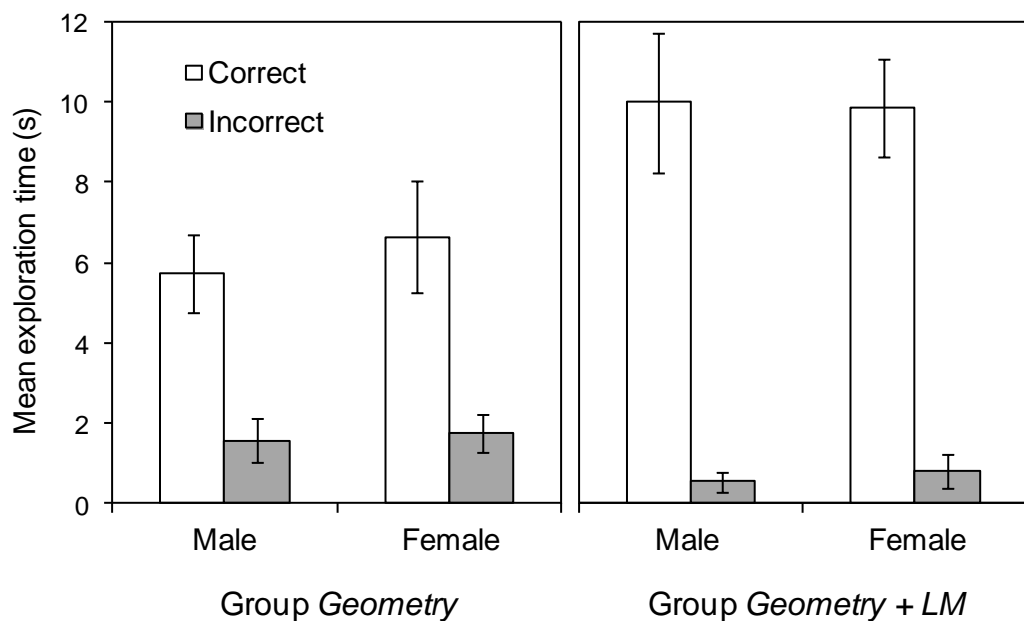 Mean exploration time (s)
12
10
8
6
4
2
0
Correct
Incorrect
Male
Female
Male
Female
Group Geometry
Group Geometry + LM